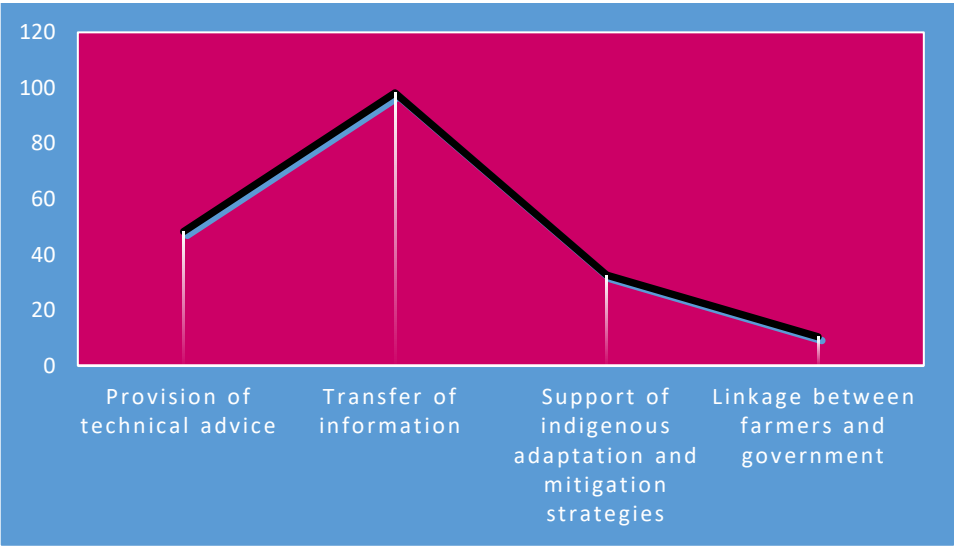 120
100
80
60
40
20
0
Provision of
technical advice
Transfer of
information
Support of
indigenous
adaptation and
mitigation
strategies
Linkage between
farmers and
government